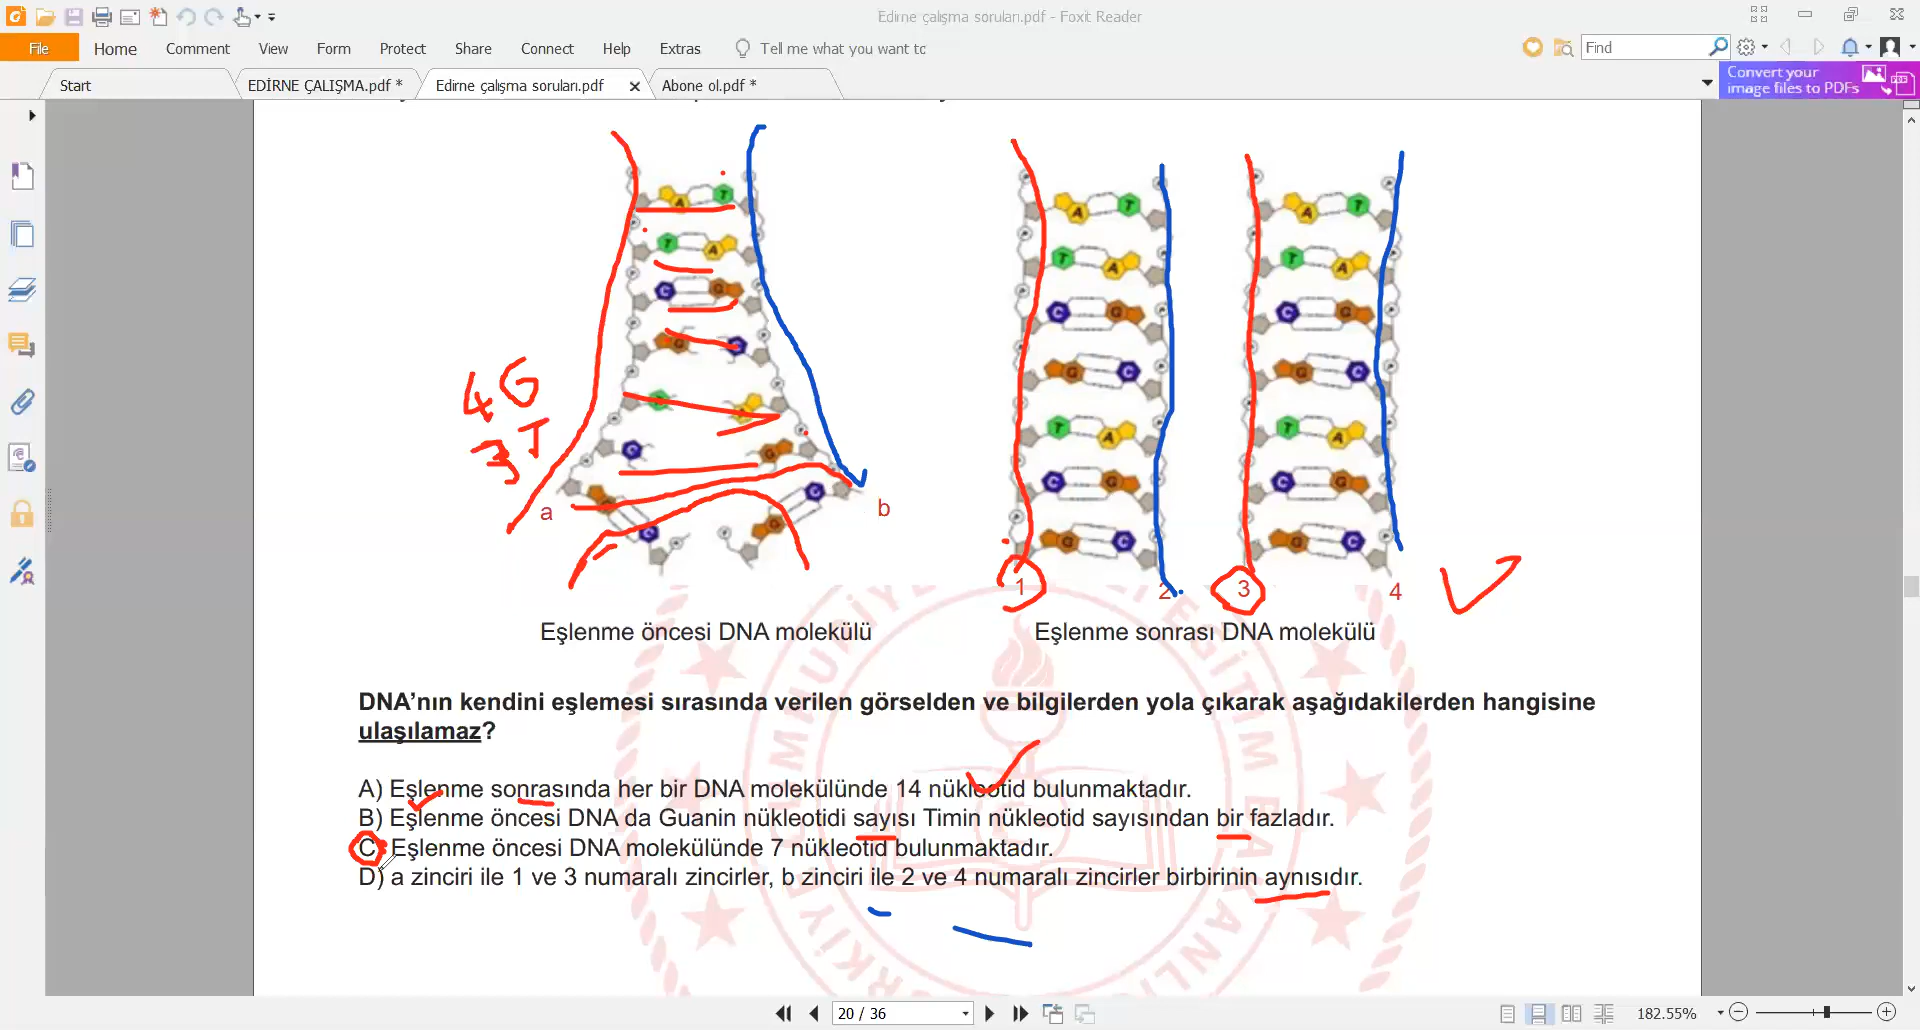 Edirne çalışma soruları.pdf - Foxit Reader
File Home Comment View Form Protect Share Connect Help Extras Tell me what you want to Find
Start EDİRNE ÇALIŞMA.pdf * Edirne çalışma soruları.pdf Abone ol.pdf *
Convert your
image files to PDFs
A T A T A T
T A T A T A
C G C G C G
G C G C G C
T A T A T A
C G C G C G
G C G C G C
C G
4 G
3 T
a b
1 2 3 4
Eşlenme öncesi DNA molekülü Eşlenme sonrası DNA molekülü
DNA’nın kendini eşlemesi sırasında verilen görselden ve bilgilerden yola çıkarak aşağıdakilerden hangisine
ulaşılamaz?
A) Eşlenme sonrasında her bir DNA molekülünde 14 nükleotid bulunmaktadır.
B) Eşlenme öncesi DNA da Guanin nükleotidi sayısı Timin nükleotid sayısından bir fazladır.
C) Eşlenme öncesi DNA molekülünde 7 nükleotid bulunmaktadır.
D) a zinciri ile 1 ve 3 numaralı zincirler, b zinciri ile 2 ve 4 numaralı zincirler birbirinin aynısıdır.
20 / 36
182.55%